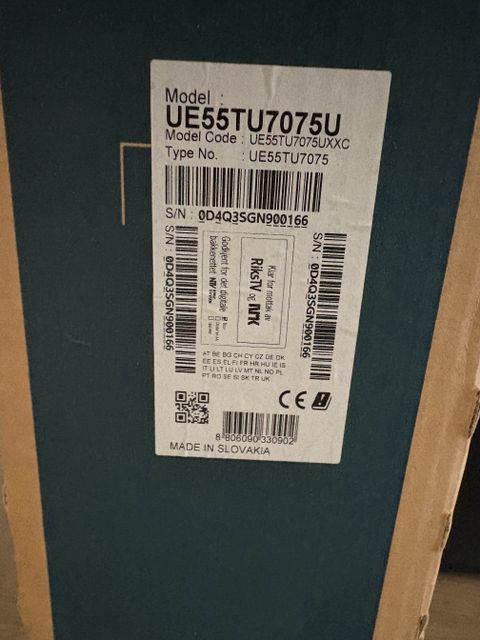 Model :
UE55TU7075U
Model Code : UE55TU7075UXXC
Type No. : UE55TU7075
S/N : 0D4Q3SGN900166
S/N : 0D4Q3SGN900166
Godkjent for det digitale
bakkenettet NTV
Klar for mottak av
RiksTV og NRK
S/N : 0D4Q3SGN900166
AT BE BG CH CY CZ DE DK
EE ES EL FI FR HR HU IE IS
IT LI LT LU LV MT NL NO PL
PT RO SE SI SK TR UK
CE
8 806090 330902
MADE IN SLOVAKIA